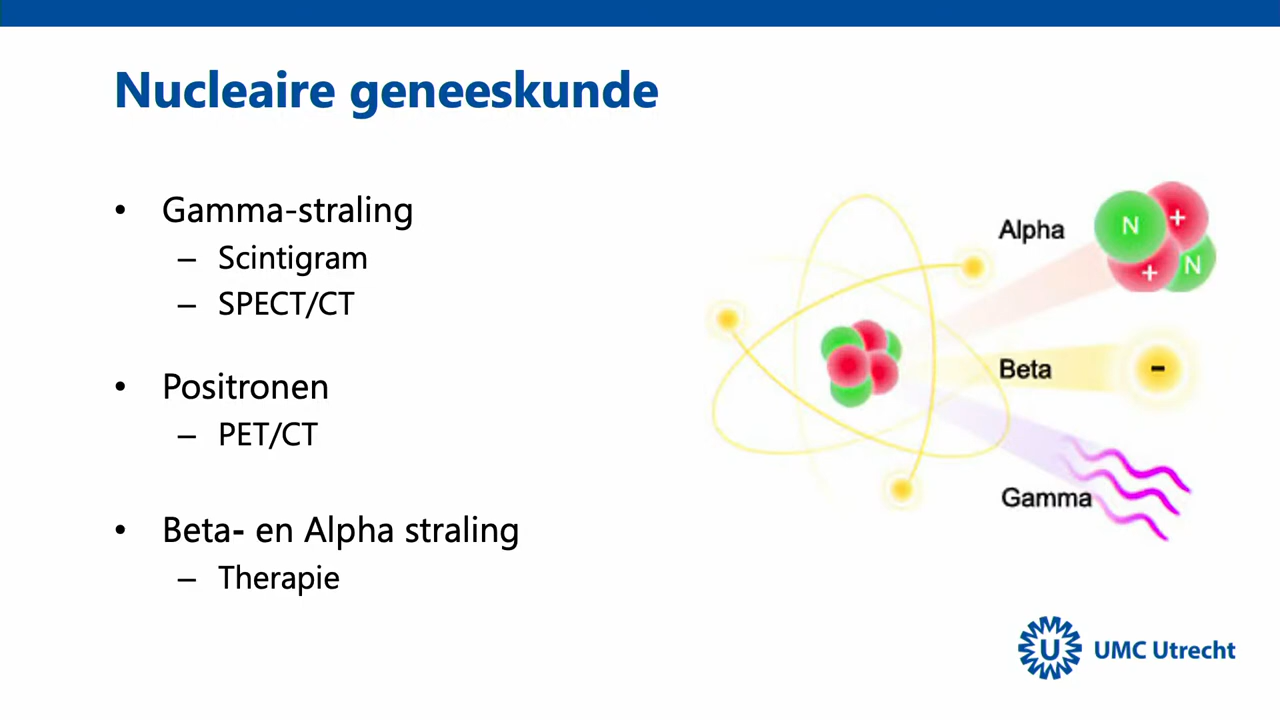 Nucleaire geneeskunde
• Gamma-straling
– Scintigram
– SPECT/CT
• Positronen
– PET/CT
• Beta- en Alpha straling
– Therapie
Alpha
N
+
+
N
Beta
-
Gamma
U
UMC Utrecht